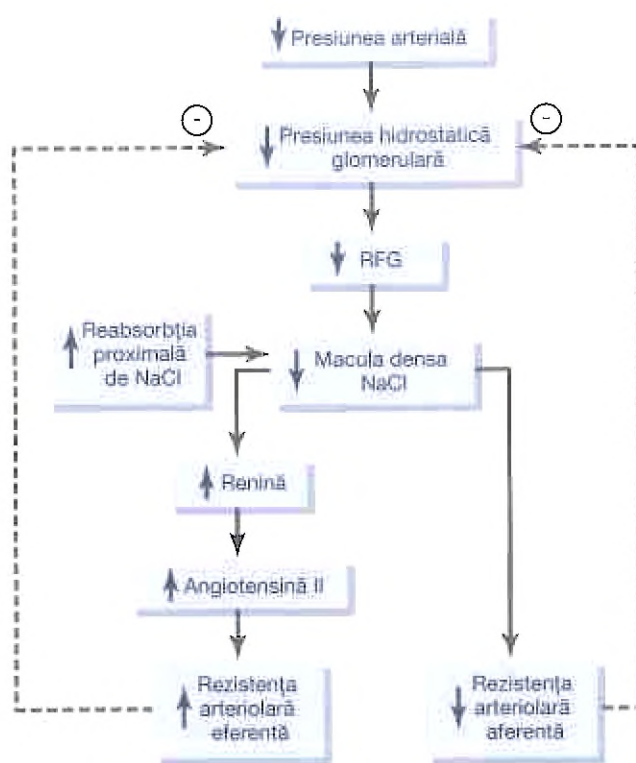 Presiunea arterială
Presiunea hidrostatică
glomerulară
RFG
Reabsorbția
proximală
de NaCl
Macula densa
NaCl
Renină
Angiotensină II
Rezistența
arteriolară
eferentă
Rezistența
arteriolară
aferentă